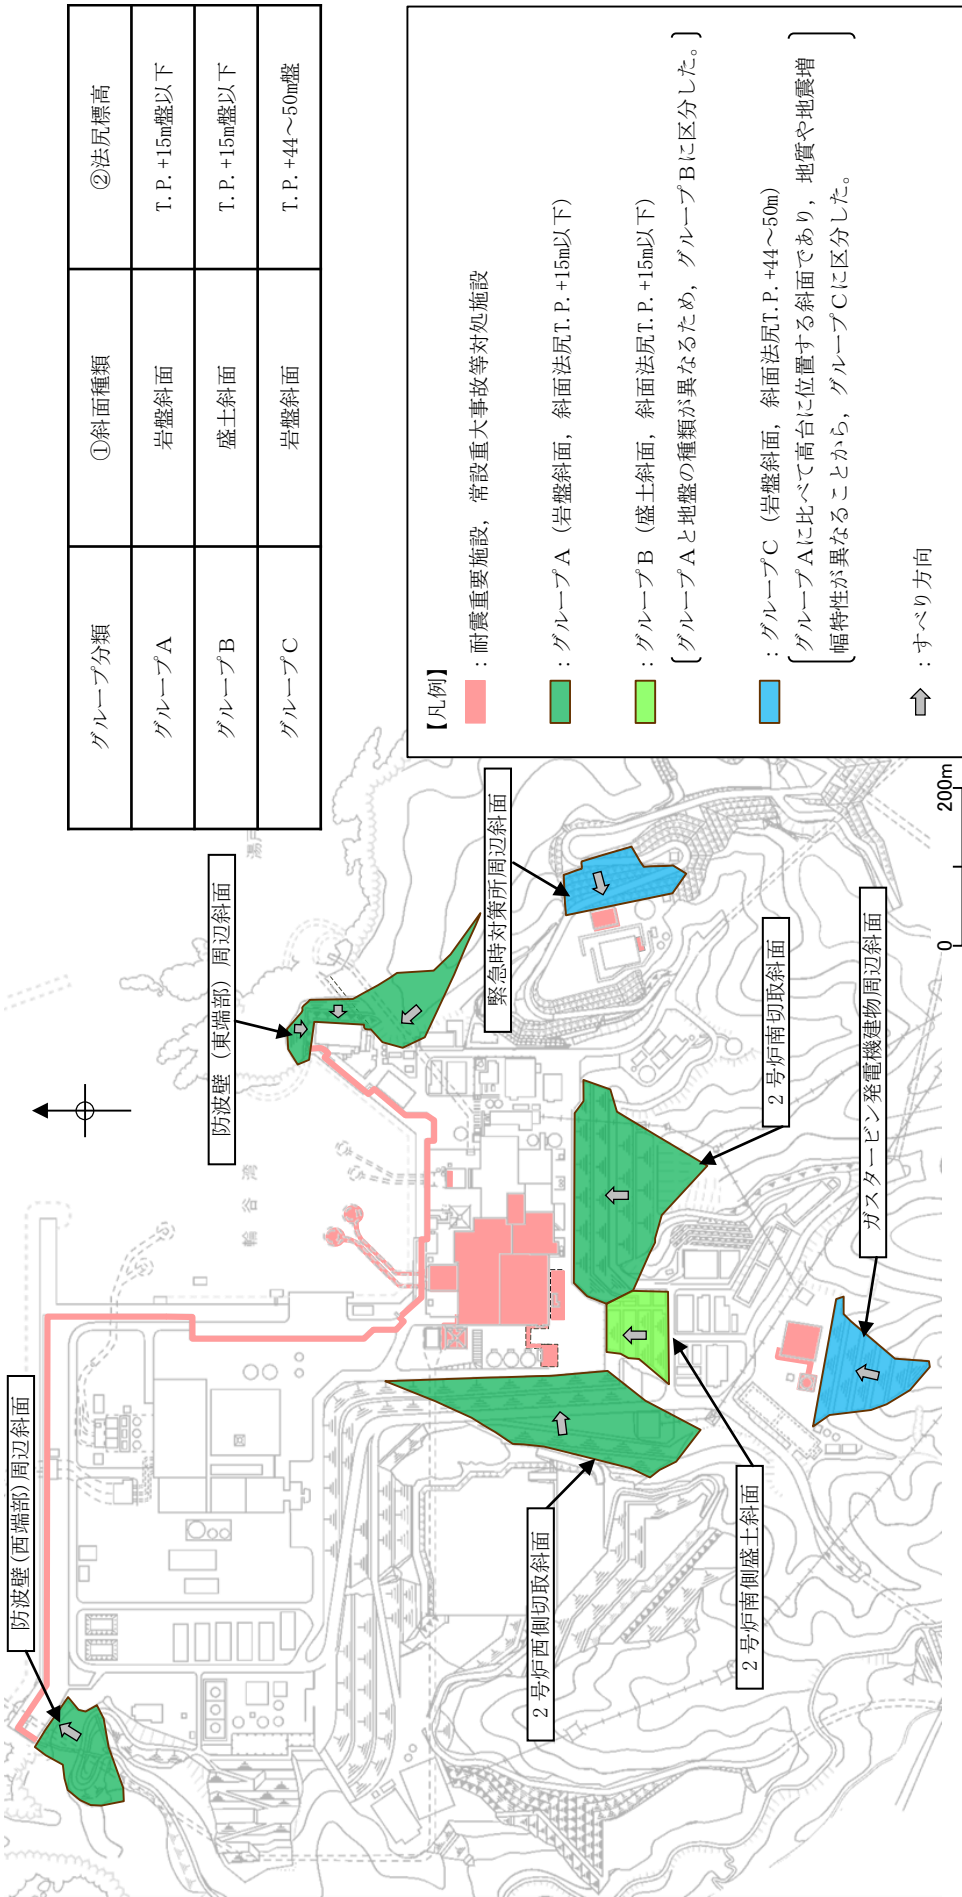 グループ分類 ①斜面種類 ②法尻標高
グループA 岩盤斜面 T.P.+15m盤以下
グループB 盛土斜面 T.P.+15m盤以下
グループC 岩盤斜面 T.P.+44～50m盤
【凡例】
：耐震重要施設，常設重大事故等対処施設
：グループA（岩盤斜面，斜面法尻T.P.+15m以下）
：グループB（盛土斜面，斜面法尻T.P.+15m以下）
グループAと地盤の種類が異なるため，グループBに区分した。
：グループC（岩盤斜面，斜面法尻T.P.+44～50m）
グループAに比べて高台に位置する斜面であり，地質や地震増
幅特性が異なることから，グループCに区分した。
：すべり方向
防波壁(西端部)周辺斜面
防波壁（東端部）周辺斜面
緊急時対策所周辺斜面
2号炉南切取斜面
ガスタービン発電機建物周辺斜面
2号炉西側切取斜面
2号炉南側盛土斜面
輪谷湾
0 200m